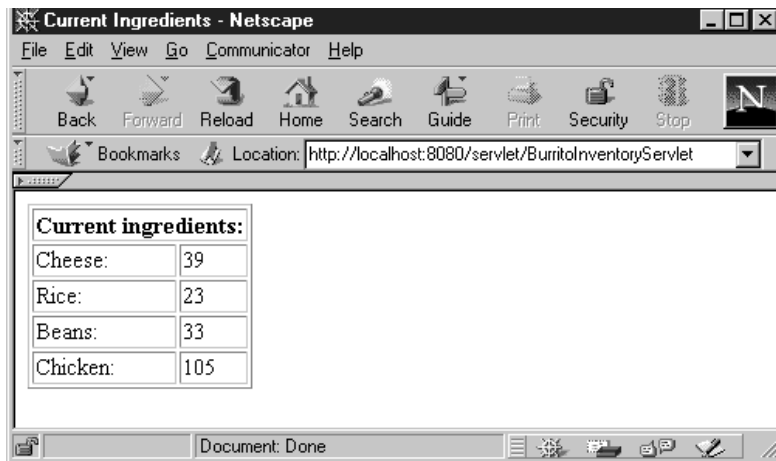 Current Ingredients - Netscape
File Edit View Go Communicator Help
Back Forward Reload Home Search Guide Print Security Stop
N
Bookmarks Location: http://localhost:8080/servlet/BurritoInventoryServlet
Current ingredients:
Cheese: 39
Rice: 23
Beans: 33
Chicken: 105
Document: Done